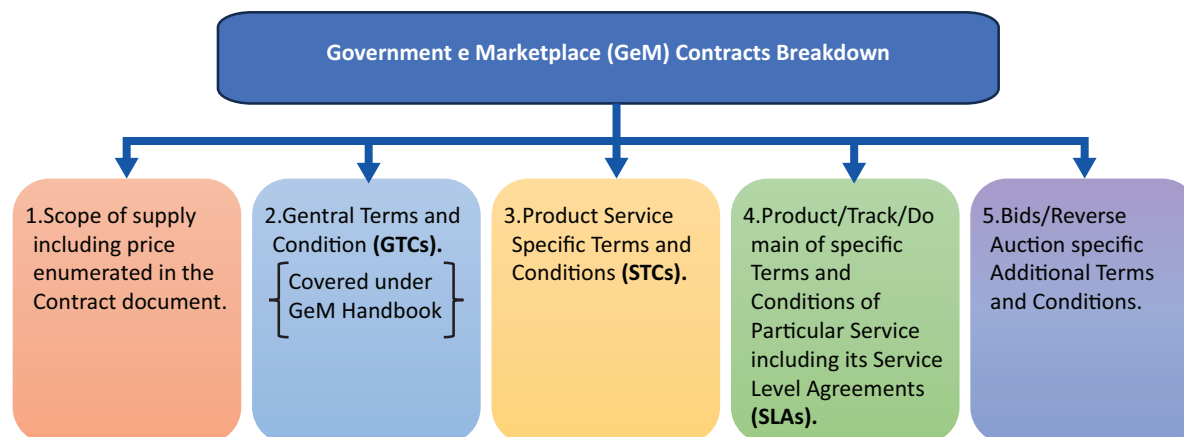 Government e Marketplace (GeM) Contracts Breakdown
1.Scope of supply
including price
enumerated in the
Contract document.
2.Gentral Terms and
Condition (GTCs).
Covered under
GeM Handbook
3.Product Service
Specific Terms and
Conditions (STCs).
4.Product/Track/Do
main of specific
Terms and
Conditions of
Particular Service
including its Service
Level Agreements
(SLAs).
5.Bids/Reverse
Auction specific
Additional Terms
and Conditions.